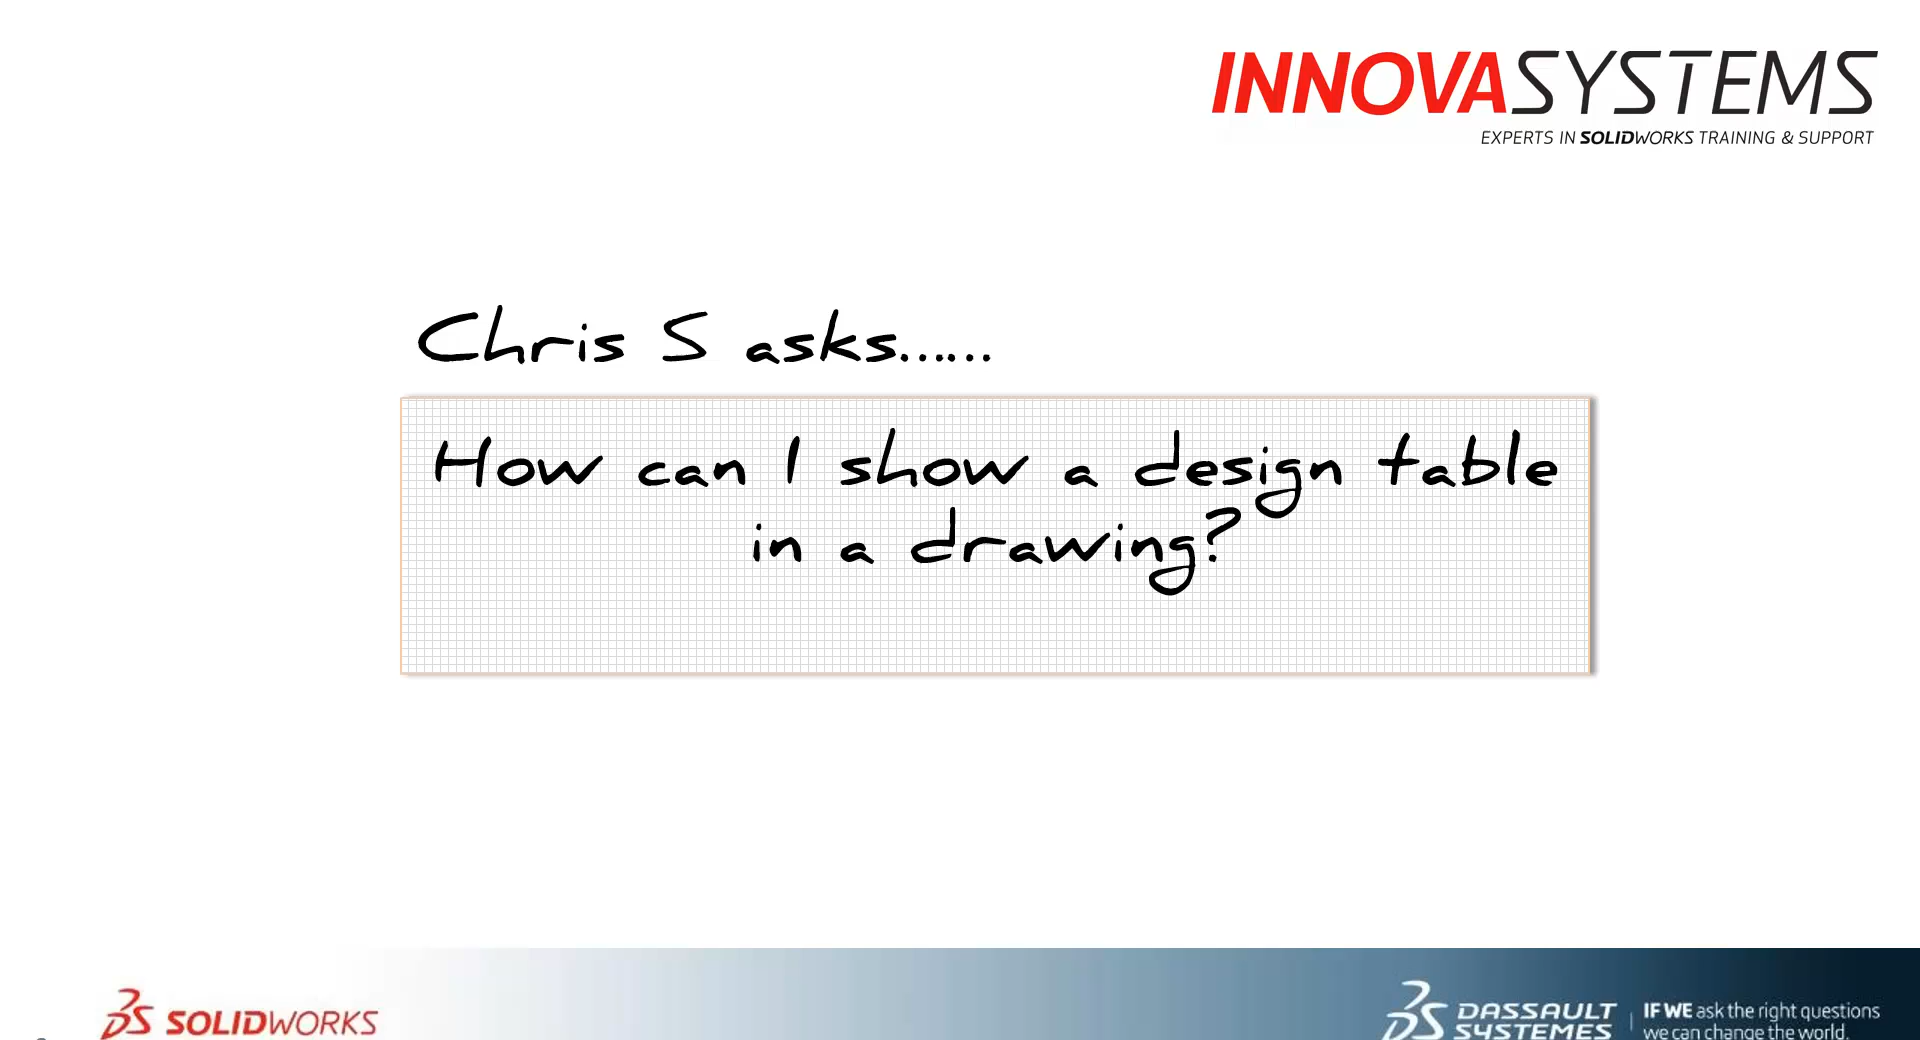 INNOVASYSTEMS
EXPERTS IN SOLIDWORKS TRAINING & SUPPORT
Chris S asks......
How can I show a design table
in a drawing?
SOLIDWORKS
DASSAULT
SYSTEMES
IF WE ask the right questions
we can change the world.